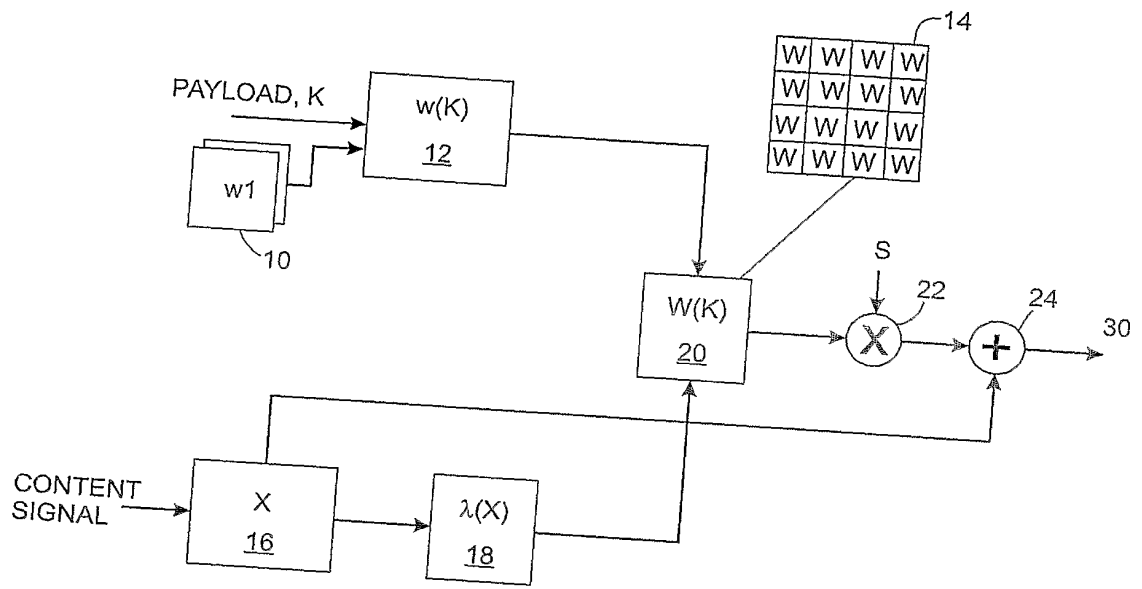 14
W W W W
W W W W
W W W W
W W W W
PAYLOAD, K
w(K)
12
w1
10
S
22
24
30
W(K)
20
X
+
CONTENT
SIGNAL
X
16
λ(X)
18